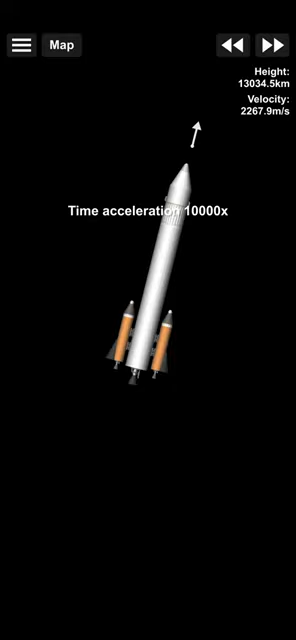 Map
Height:
13034.5km
Velocity:
2267.9m/s
Time acceleration 10000x